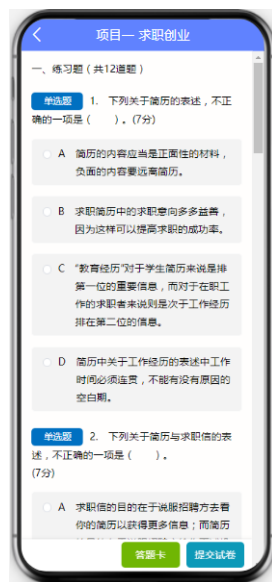 项目一 求职创业
一、练习题（共12道题）
单选题 1. 下列关于简历的表述，不正
确的一项是（　　）。(7分)
A 简历的内容应当是正面性的材料，
负面的内容要远离简历。
B 求职简历中的求职意向多多益善，
因为这样可以提高求职的成功率。
C “教育经历”对于学生简历来说是排
第一位的重要信息，而对于在职工
作的求职者来说则是次于工作经历
排在第二位的信息。
D 简历中关于工作经历的表述中工作
时间必须连贯，不能有没有原因的
空白期。
单选题 2. 下列关于简历与求职信的表
述，不正确的一项是（　　）。
(7分)
A 求职信的目的在于说服招聘方去看
你的简历以获得更多信息；而简历
答题卡 提交试卷